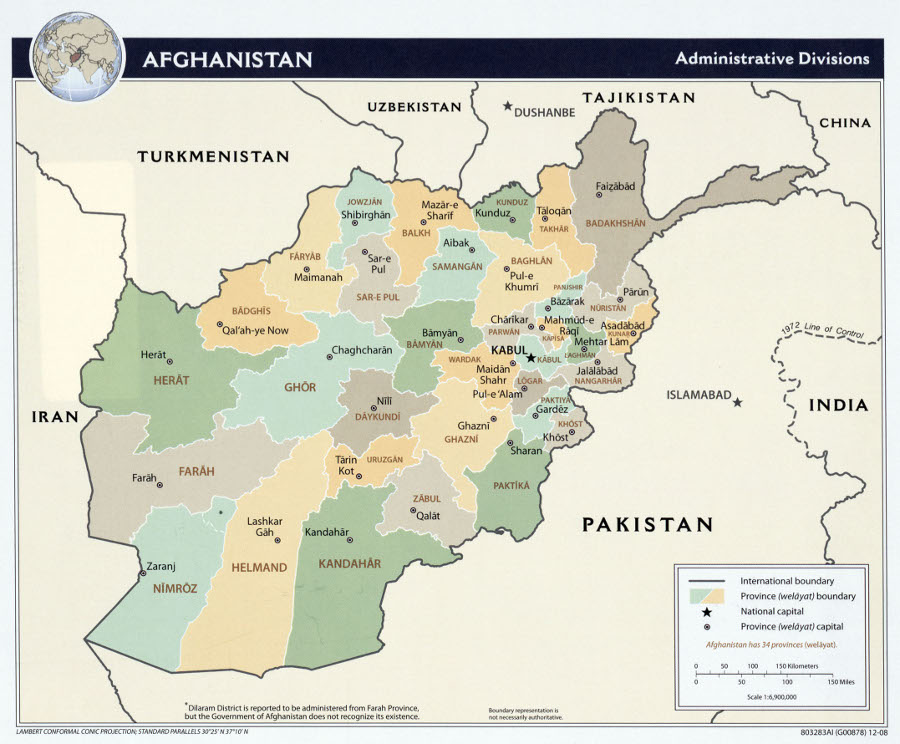 AFGHANISTAN
Administrative Divisions
UZBEKISTAN
DUSHANBE
TAJIKISTAN
CHINA
TURKMENISTAN
Faiẕābād
JOWZJĀN
Shibirghān
Mazār-e
Sharīf
BALKH
KUNDUZ
Kunduz
Tāloqān
TAKHĀR
BADAKHSHĀN
Aibak
SAMANGĀN
Sar-e
Pul
SAR-E PUL
FĀRYĀB
Maimanah
BAGHLĀN
Pul-e
Khumrī
PANJSHIR
Bāzārak
Pārūn
NŪRISTĀN
BĀDGHĪS
Qal‘ah-ye Now
Chārīkār
PARWĀN
Mahmūd-e
Rāqī
KĀPĪSĀ
Asadābād
KUNAR
Mehtar Lām
LAGHMĀN
Bāmyān
BĀMYĀN
KABUL
KĀBUL
1972 Line of Control
Herāt
HERĀT
Chaghcharān
GHŌR
WARDAK
Maidān
Shahr
Jalālābād
NANGARHĀR
LŌGAR
Pul-e ‘Alam
ISLAMABAD
INDIA
IRAN
Nīlī
DĀYKUNDĪ
PAKTIYĀ
Gardēz
KHŌST
Khōst
Ghaznī
GHAZNĪ
Sharan
PAKTĪKĀ
FARĀH
Farāh
Tārin
Kot
URUZGĀN
ZĀBUL
Qalāt
Lashkar
Gāh
HELMAND
Kandahār
KANDAHĀR
PAKISTAN
*
Zaranj
NĪMRŌZ
International boundary
Province (welāyat) boundary
National capital
Province (welāyat) capital
Afghanistan has 34 provinces (welāyat).
0 50 100 150 Kilometers
0 50 100 150 Miles
Scale 1:6,900,000
*Dilaram District is reported to be administered from Farah Province,
but the Government of Afghanistan does not recognize its existence.
Boundary representation is
not necessarily authoritative.
LAMBERT CONFORMAL CONIC PROJECTION; STANDARD PARALLELS 30°25' N 37°10' N
803283AI (G00878) 12-08